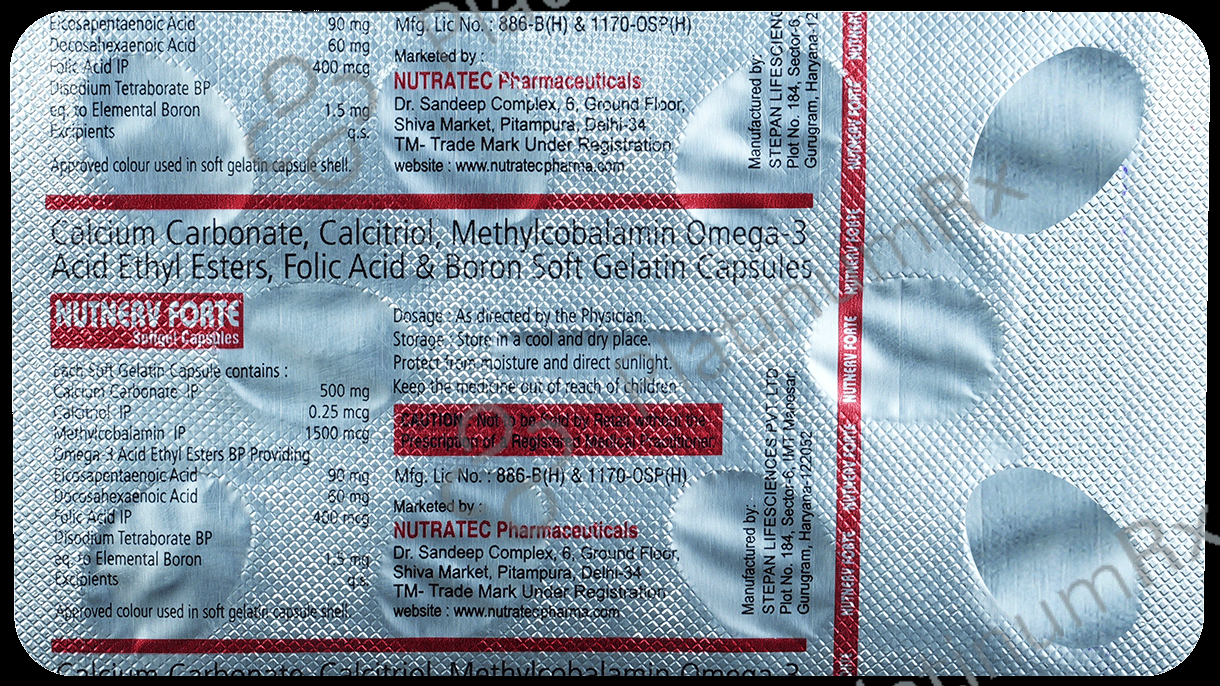 Eicosapentaenoic Acid 90 mg
Docosahexaenoic Acid 60 mg
Folic Acid IP 400 mcg
Disodium Tetraborate BP
eq. to Elemental Boron 1.5 mg
Excipients q.s.
Approved colour used in soft gelatin capsule shell.
Mfg. Lic No. : 886-B(H) & 1170-OSP(H)
Marketed by :
NUTRATEC Pharmaceuticals
Dr. Sandeep Complex, 6, Ground Floor,
Shiva Market, Pitampura, Delhi-34
TM- Trade Mark Under Registration
website : www.nutratecpharma.com
Manufactured by:
STEPAN LIFESCIENC
Plot No. 184, Sector-6,
Gurugram, Haryana-12
Calcium Carbonate, Calcitriol, Methylcobalamin Omega-3
Acid Ethyl Esters, Folic Acid & Boron Soft Gelatin Capsules
NUTNERV FORTE
Softgel Capsules
Each Soft Gelatin Capsule contains :
Calcium Carbonate IP 500 mg
Calcitriol IP 0.25 mcg
Methylcobalamin IP 1500 mcg
Omega-3 Acid Ethyl Esters BP Providing
Eicosapentaenoic Acid 90 mg
Docosahexaenoic Acid 60 mg
Folic Acid IP 400 mcg
Disodium Tetraborate BP
eq. to Elemental Boron 1.5 mg
Excipients q.s.
Approved colour used in soft gelatin capsule shell.
Dosage : As directed by the Physician.
Storage : Store in a cool and dry place.
Protect from moisture and direct sunlight.
Keep the medicine out of reach of children.
CAUTION : Not to be Sold by Retail without the
Prescription of a Registered Medical Practitioner.
Mfg. Lic No. : 886-B(H) & 1170-OSP(H)
Marketed by :
NUTRATEC Pharmaceuticals
Dr. Sandeep Complex, 6, Ground Floor,
Shiva Market, Pitampura, Delhi-34
TM- Trade Mark Under Registration
website : www.nutratecpharma.com
Manufactured by:
STEPAN LIFESCIENCES PVT. LTD.
Plot No. 184, Sector-6, IMT Manesar,
Gurugram, Haryana-122052
NUTNERV FORTE
NUTNERV FORTE
NUTNERV FORTE
NUTNERV FORTE
NUTNERV FORTE
NUTNERV FORTE
Calcium Carbonate, Calcitriol, Methylcobalamin Omega-3
PlatinumRx
PlatinumRx